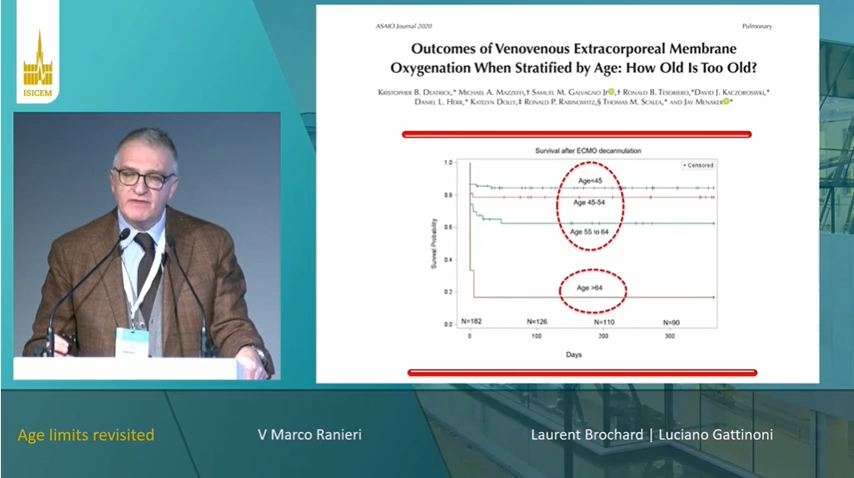 ISICEM
ASAIO Journal 2020
Pulmonary
Outcomes of Venovenous Extracorporeal Membrane
Oxygenation When Stratified by Age: How Old Is Too Old?
Kristopher B. Deatrick,* Michael A. Mazzeffi,† Samuel M. Galvagno Jr,† Ronald B. Tesoriero,*David J. Kaczoroswki,*
Daniel L. Herr,* Katelyn Dolly,‡ Ronald P. Rabinowitz,§ Thomas M. Scalea,* and Jay Menaker*
Survival after ECMO decannulation
+ Censored
1.0
0.8
0.6
0.4
0.2
0.0
Survival Probability
Age<45
Age 45-54
Age 55 to 64
Age >64
N=182
N=126
N=110
N=90
0
100
200
300
Days
Age limits revisited
V Marco Ranieri
Laurent Brochard | Luciano Gattinoni